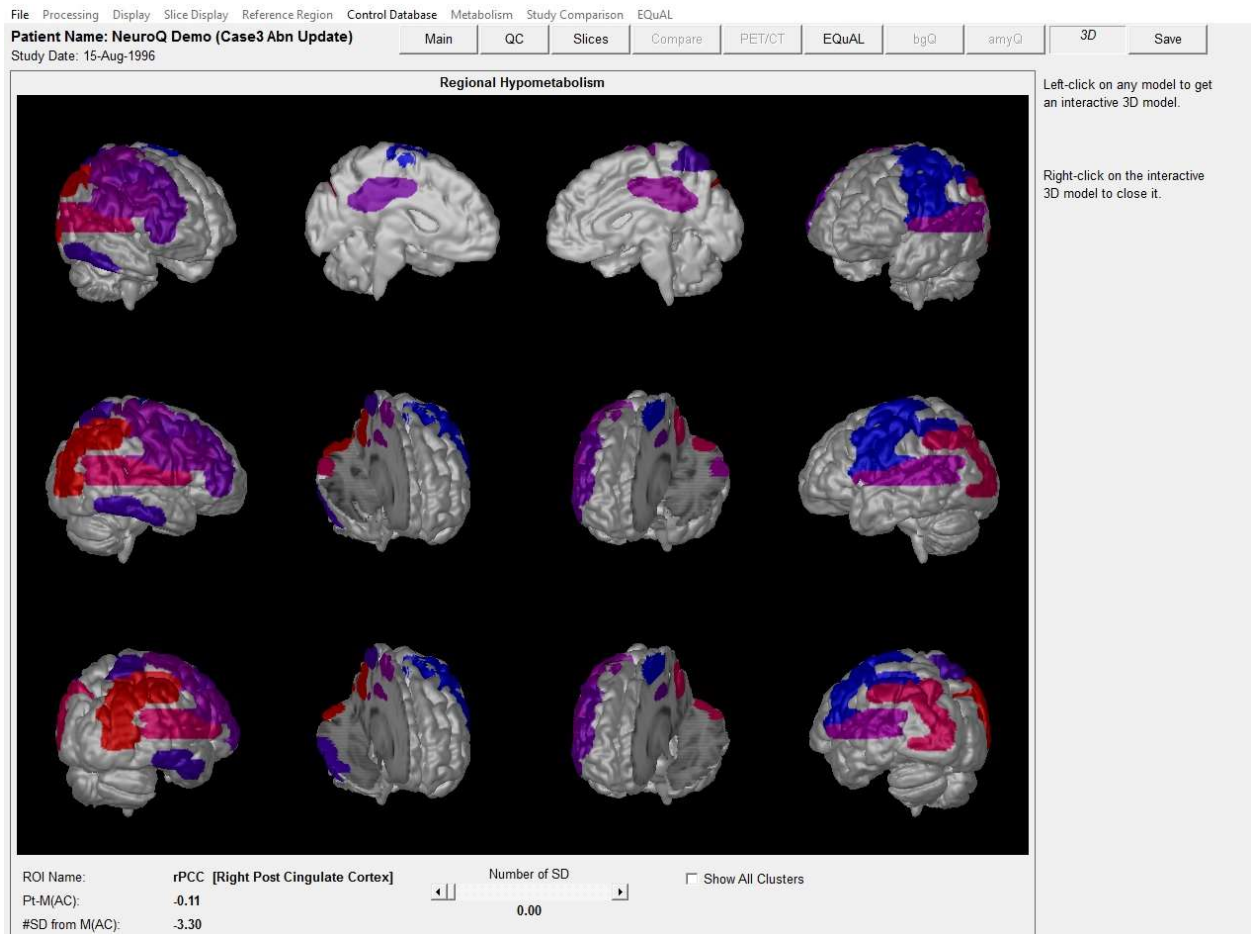 File Processing Display Slice Display Reference Region Control Database Metabolism Study Comparison EQuAL
Patient Name: NeuroQ Demo (Case3 Abn Update)
Main QC Slices Compare PET/CT EQuAL bgQ amyQ 3D Save
Study Date: 15-Aug-1996
Regional Hypometabolism
Left-click on any model to get
an interactive 3D model.
Right-click on the interactive
3D model to close it.
ROI Name: rPCC [Right Post Cingulate Cortex]
Pt-M(AC): -0.11
#SD from M(AC): -3.30
Number of SD
0.00
Show All Clusters